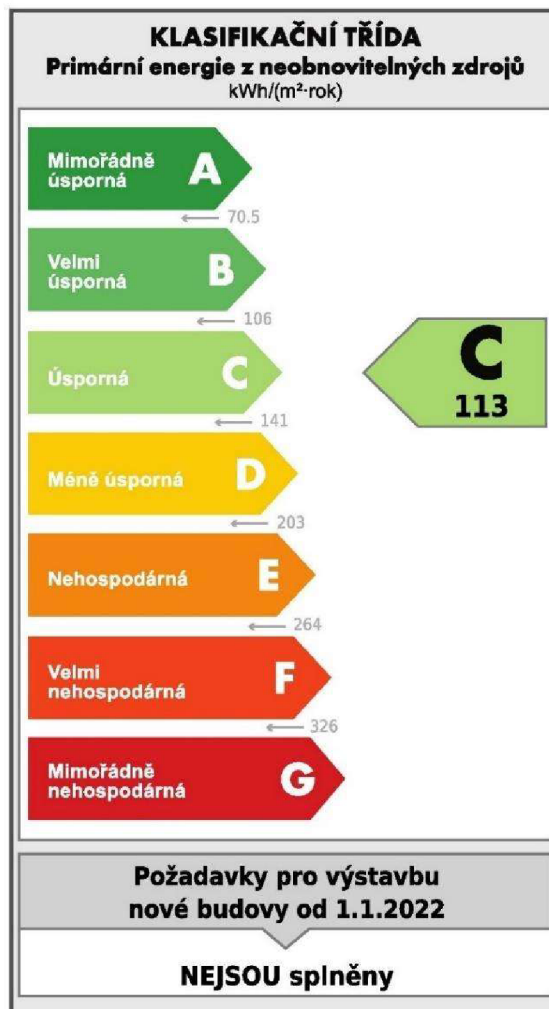 KLASIFIKAČNÍ TŘÍDA
Primární energie z neobnovitelných zdrojů
kWh/(m²·rok)
Mimořádně
úsporná
A
70.5
Velmi
úsporná
B
106
Úsporná
C
141
C
113
Méně úsporná
D
203
Nehospodárná
E
264
Velmi
nehospodárná
F
326
Mimořádně
nehospodárná
G
Požadavky pro výstavbu
nové budovy od 1.1.2022
NEJSOU splněny